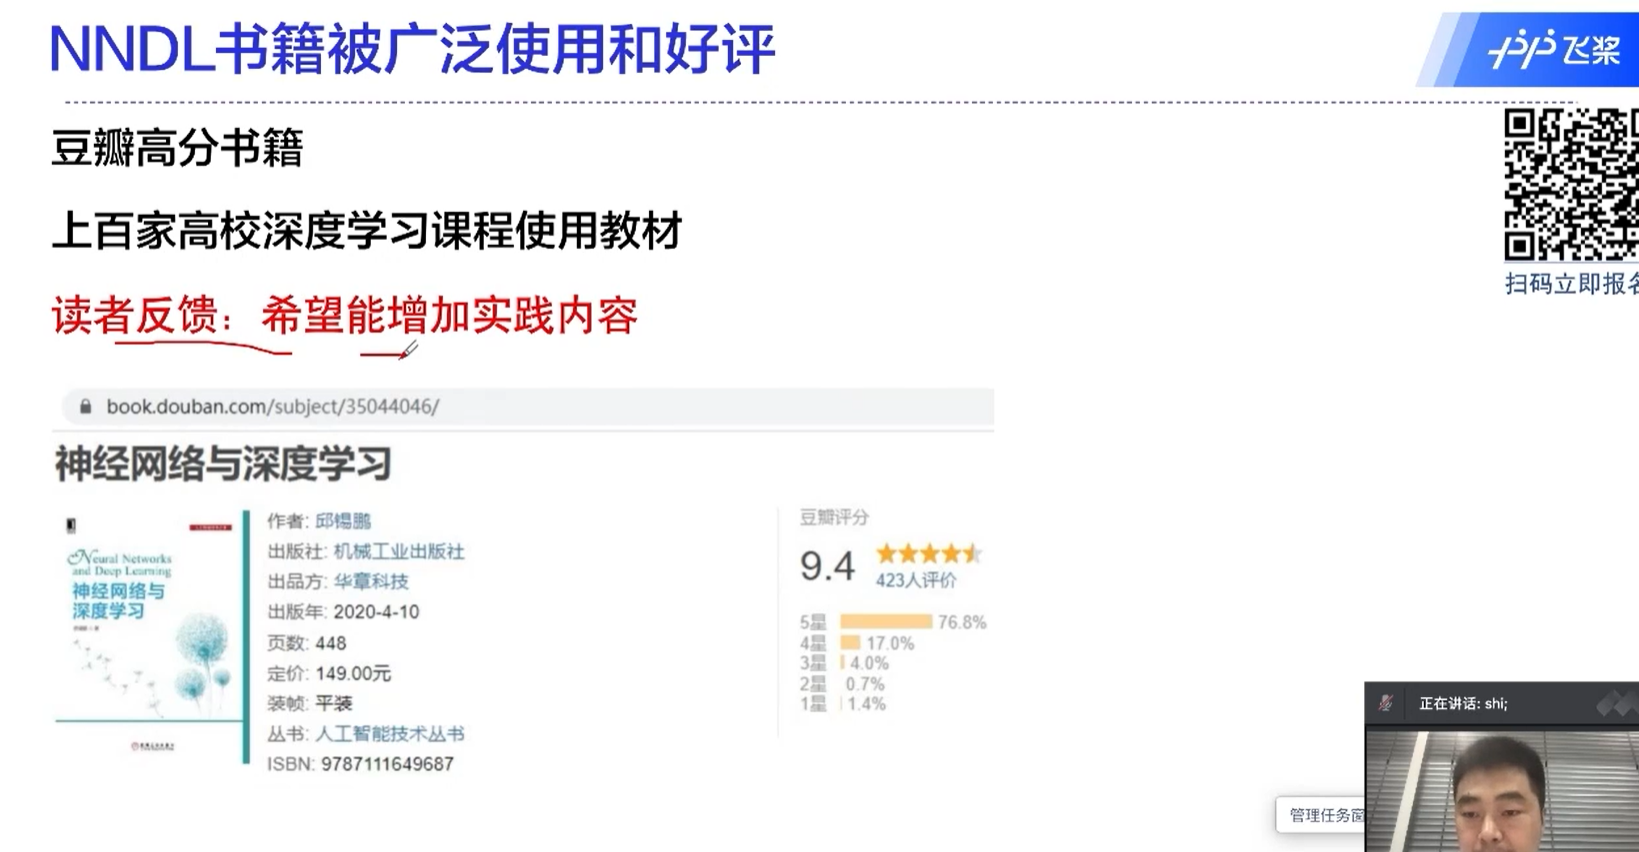 NNDL书籍被广泛使用和好评
飞桨
豆瓣高分书籍
上百家高校深度学习课程使用教材
读者反馈：希望能增加实践内容
扫码立即报名
book.douban.com/subject/35044046/
神经网络与深度学习
Neural Networks
and Deep Learning
神经网络与
深度学习
作者: 邱锡鹏
出版社: 机械工业出版社
出品方: 华章科技
出版年: 2020-4-10
页数: 448
定价: 149.00元
装帧: 平装
丛书: 人工智能技术丛书
ISBN: 9787111649687
豆瓣评分
9.4
423人评价
5星 76.8%
4星 17.0%
3星 4.0%
2星 0.7%
1星 1.4%
正在讲话: shi;
管理任务窗